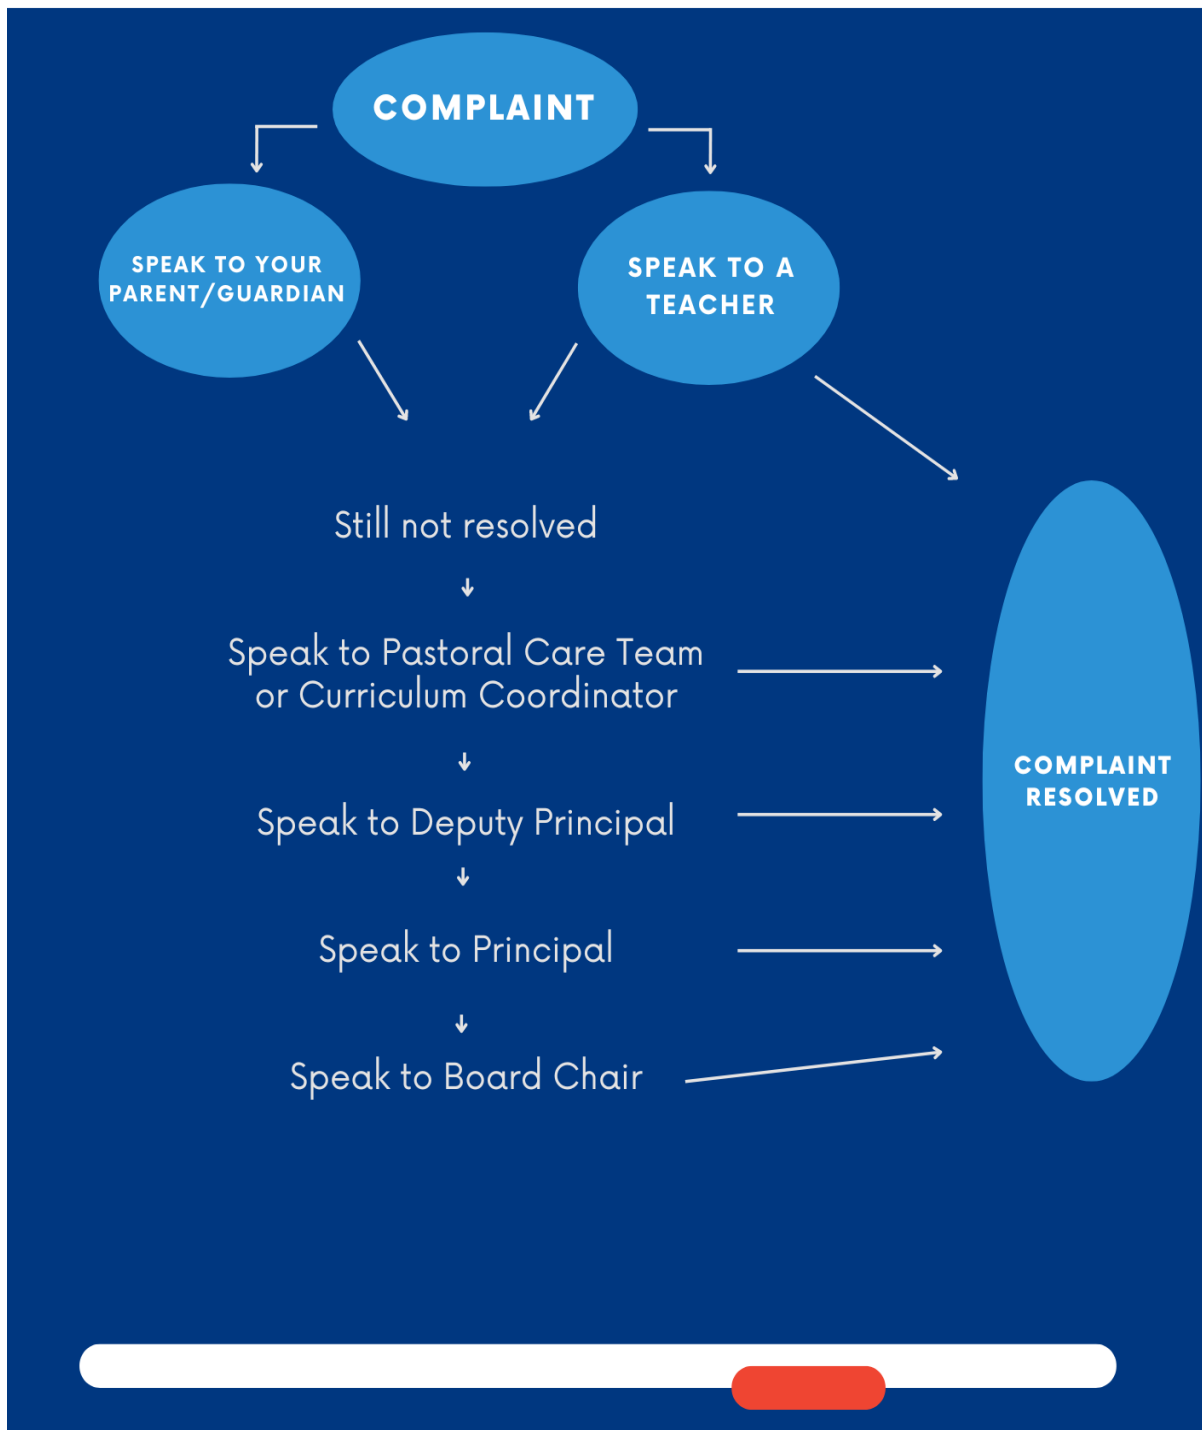 COMPLAINT
SPEAK TO YOUR
PARENT/GUARDIAN
SPEAK TO A
TEACHER
Still not resolved
Speak to Pastoral Care Team
or Curriculum Coordinator
Speak to Deputy Principal
Speak to Principal
Speak to Board Chair
COMPLAINT
RESOLVED